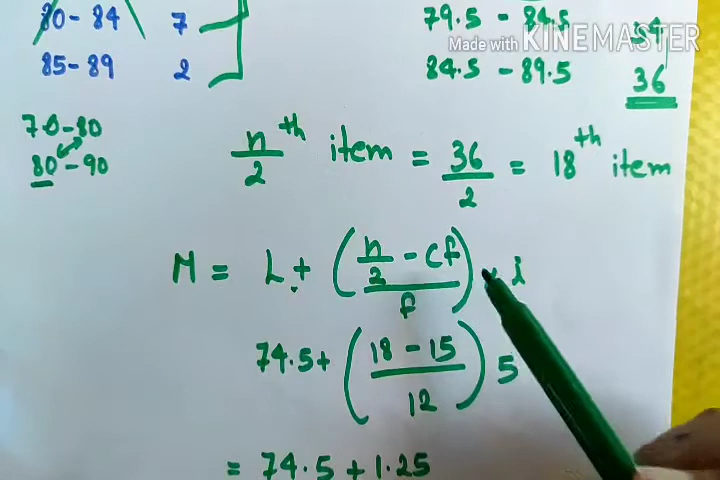 80-84 7
85-89 2
79.5-84.5 34
84.5-89.5 36
Made with KINEMASTER
70-80
80-90
n/2 th item = 36/2 = 18th item
M = L + (n/2 - cf / f) × i
74.5+ (18-15 / 12) 5
= 74.5+1.25